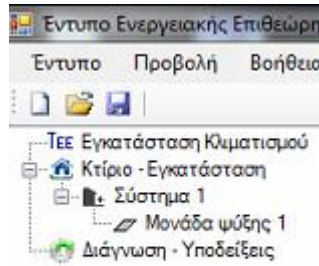 Έντυπο Ενεργειακής Επιθεώρη
Έντυπο Προβολή Βοήθεια
ΤΕΕ Εγκατάσταση Κλιματισμού
Κτίριο - Εγκατάσταση
Σύστημα 1
Μονάδα ψύξης 1
Διάγνωση - Υποδείξεις